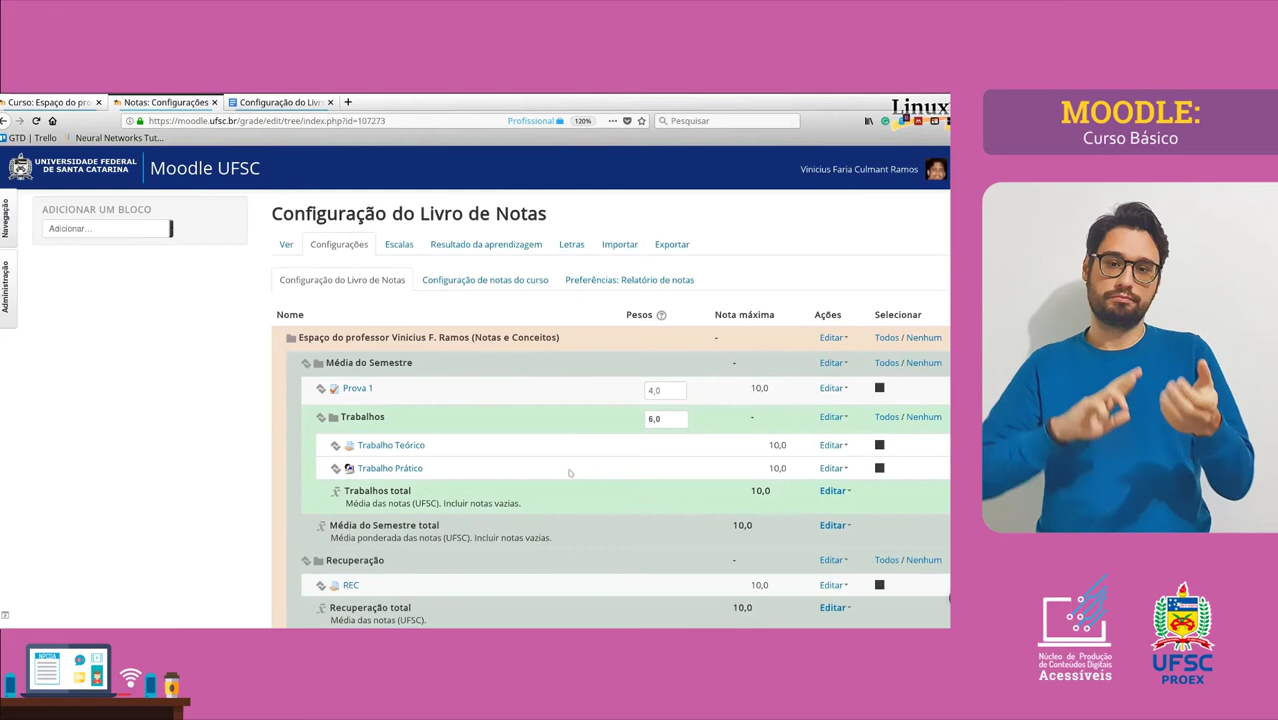 Curso: Espaço do pro
Notas: Configurações
Configuração do Livr
Linux
https://moodle.ufsc.br/grade/edit/tree/index.php?id=107273
Profissional
120%
Pesquisar
GTD | Trello
Neural Networks Tut...
UNIVERSIDADE FEDERAL
DE SANTA CATARINA
Moodle UFSC
Vinicius Faria Culmant Ramos
Navegação
Administração
ADICIONAR UM BLOCO
Adicionar...
Configuração do Livro de Notas
Ver Configurações Escalas Resultado da aprendizagem Letras Importar Exportar
Configuração do Livro de Notas Configuração de notas do curso Preferências: Relatório de notas
Nome Pesos Nota máxima Ações Selecionar
Espaço do professor Vinicius F. Ramos (Notas e Conceitos) - Editar Todos / Nenhum
Média do Semestre - Editar Todos / Nenhum
Prova 1 4,0 10,0 Editar
Trabalhos 6,0 - Editar Todos / Nenhum
Trabalho Teórico 10,0 Editar
Trabalho Prático 10,0 Editar
Trabalhos total 10,0 Editar
Média das notas (UFSC). Incluir notas vazias.
Média do Semestre total 10,0 Editar
Média ponderada das notas (UFSC). Incluir notas vazias.
Recuperação - Editar Todos / Nenhum
REC 10,0 Editar
Recuperação total 10,0 Editar
Média das notas (UFSC).
MOODLE:
Curso Básico
NPCDA
Núcleo de Produção
de Conteúdos Digitais
Acessíveis
UFSC
PROEX